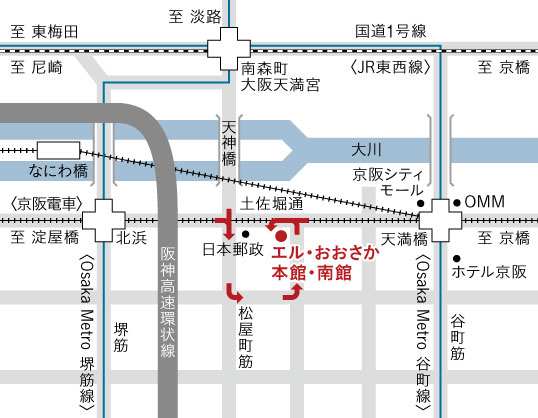 至 淡路
至 東梅田
国道1号線
至 尼崎
南森町
大阪天満宮
〈JR東西線〉
至 京橋
天神橋
大川
なにわ橋
京阪シティ
モール
OMM
〈京阪電車〉
土佐堀通
至 淀屋橋
北浜
日本郵政
天満橋
至 京橋
エル・おおさか
本館・南館
ホテル京阪
阪神高速環状線
〈Osaka Metro 堺筋線〉
堺筋
松屋町筋
〈Osaka Metro 谷町線〉
谷町筋